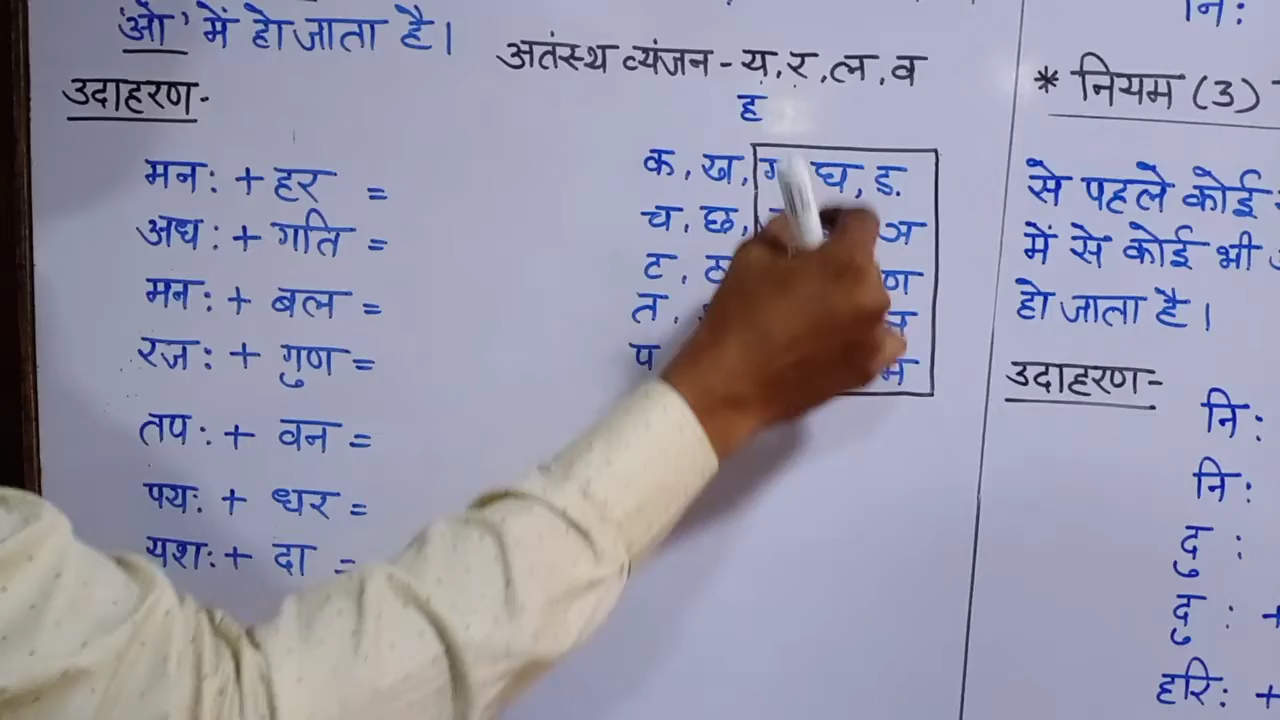 'ओ' में हो जाता है।
उदाहरण-
मनः + हर =
अधः + गति =
मनः + बल =
रजः + गुण =
तपः + वन =
पयः + धर =
यशः + दा =
अतंस्थ व्यंजन - य, र, ल, व
ह
क, ख, ग, घ, ड़.
च, छ, ञ
ट, ण
त,
प म
नि:
* नियम (3)
से पहले कोई
में से कोई भी
हो जाता है।
उदाहरण-
नि:
नि:
दु :
दु : +
हरि: +